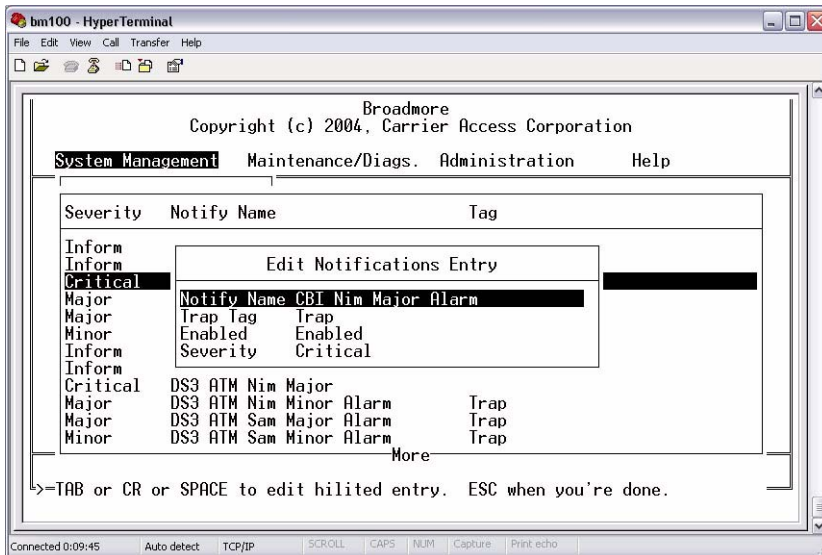 bm100 - HyperTerminal
File Edit View Call Transfer Help
Broadmore
Copyright (c) 2004, Carrier Access Corporation
System Management Maintenance/Diags. Administration Help
Severity Notify Name Tag
Inform
Inform
Edit Notifications Entry
Critical
Major
Notify Name CBI Nim Major Alarm
Major
Trap Tag Trap
Minor
Enabled Enabled
Inform
Severity Critical
Inform
Critical DS3 ATM Nim Major
Major DS3 ATM Nim Minor Alarm Trap
Major DS3 ATM Sam Major Alarm Trap
Minor DS3 ATM Sam Minor Alarm Trap
More
>=TAB or CR or SPACE to edit hilited entry. ESC when you're done.
Connected 0:09:45 Auto detect TCP/IP SCROLL CAPS NUM Capture Print echo